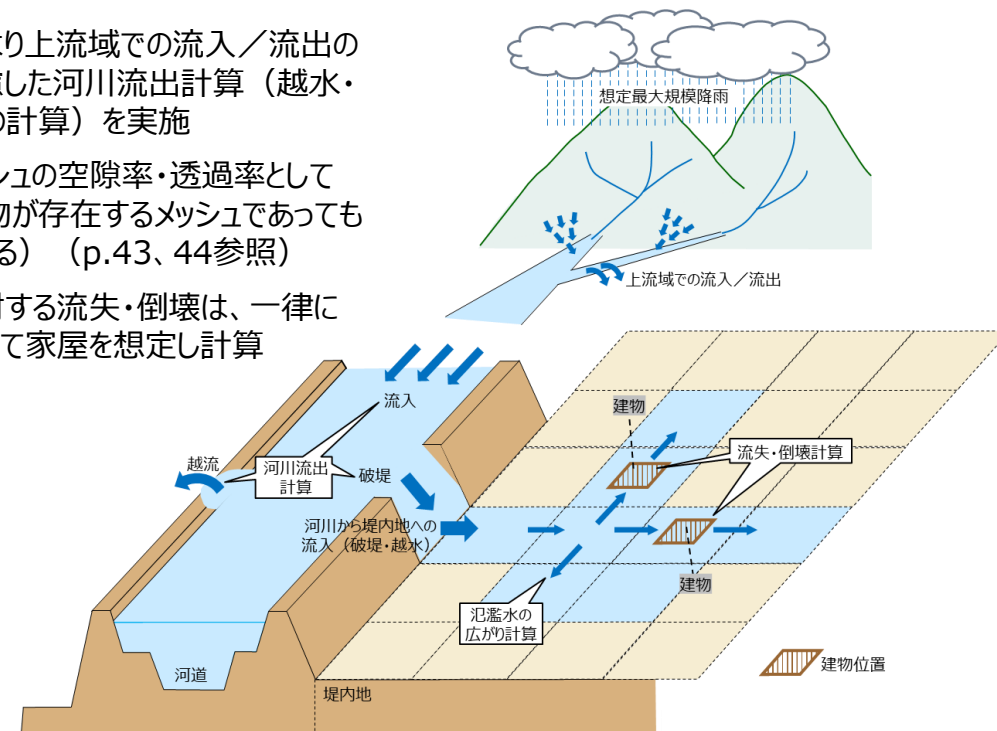 り上流域での流入／流出の
した河川流出計算（越水・
の計算）を実施
シュの空隙率・透過率として
物が存在するメッシュであっても
る）（p.43、44参照）
する流失・倒壊は、一律に
て家屋を想定し計算
想定最大規模降雨
上流域での流入／流出
流入
越流
河川流出
計算
破堤
河川から堤内地への
流入（破堤・越水）
建物
流失・倒壊計算
建物
氾濫水の
広がり計算
河道
堤内地
建物位置